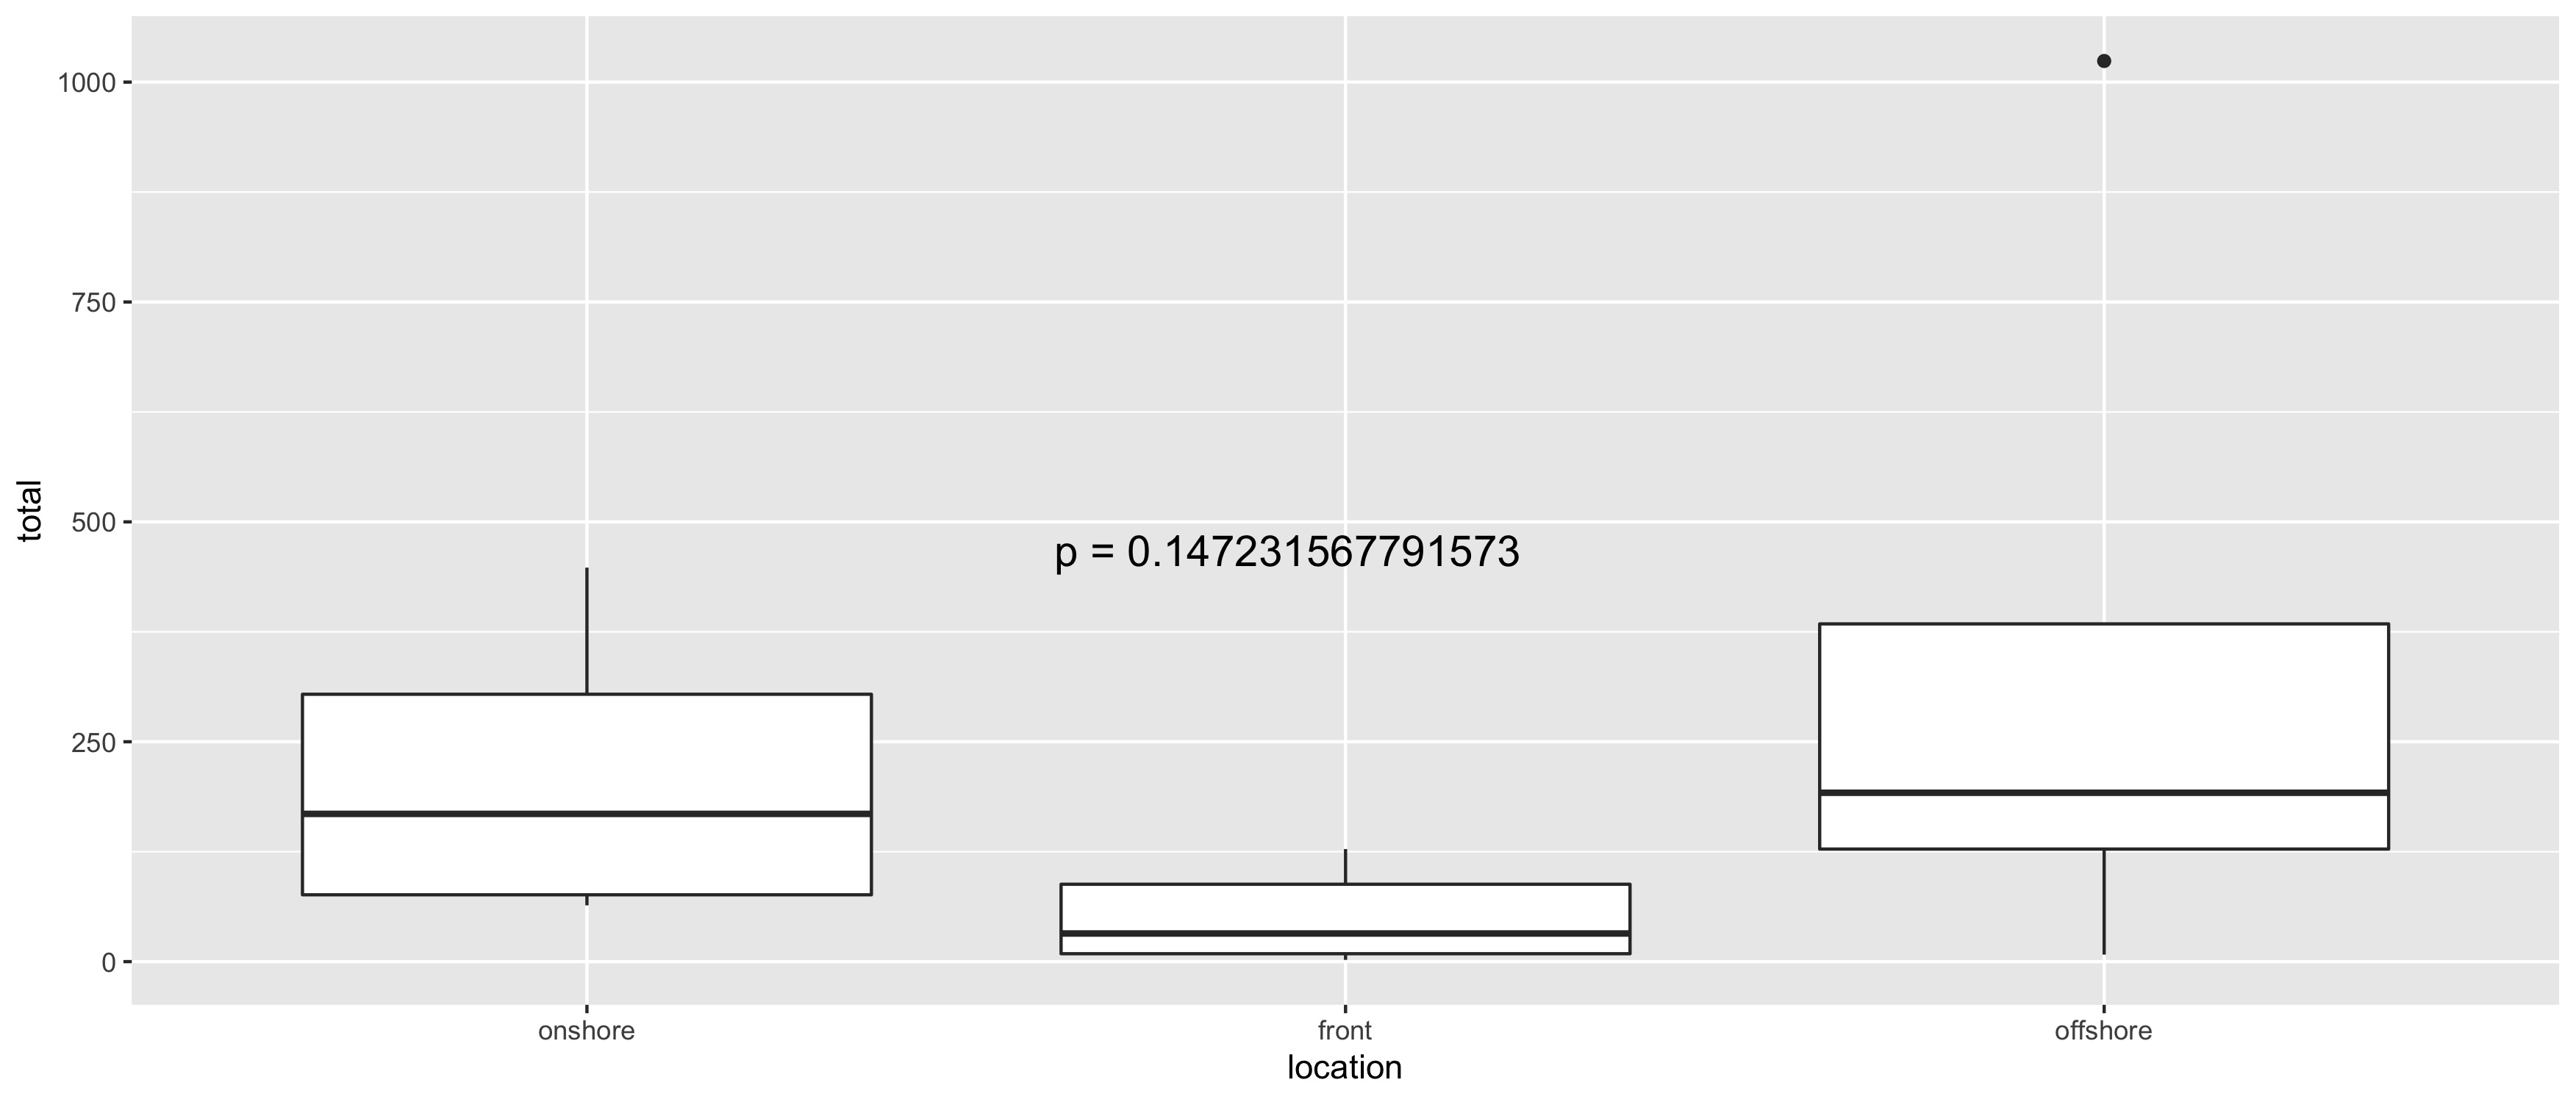 1000
750
500
250
0
total
p = 0.147231567791573
onshore
front
offshore
location